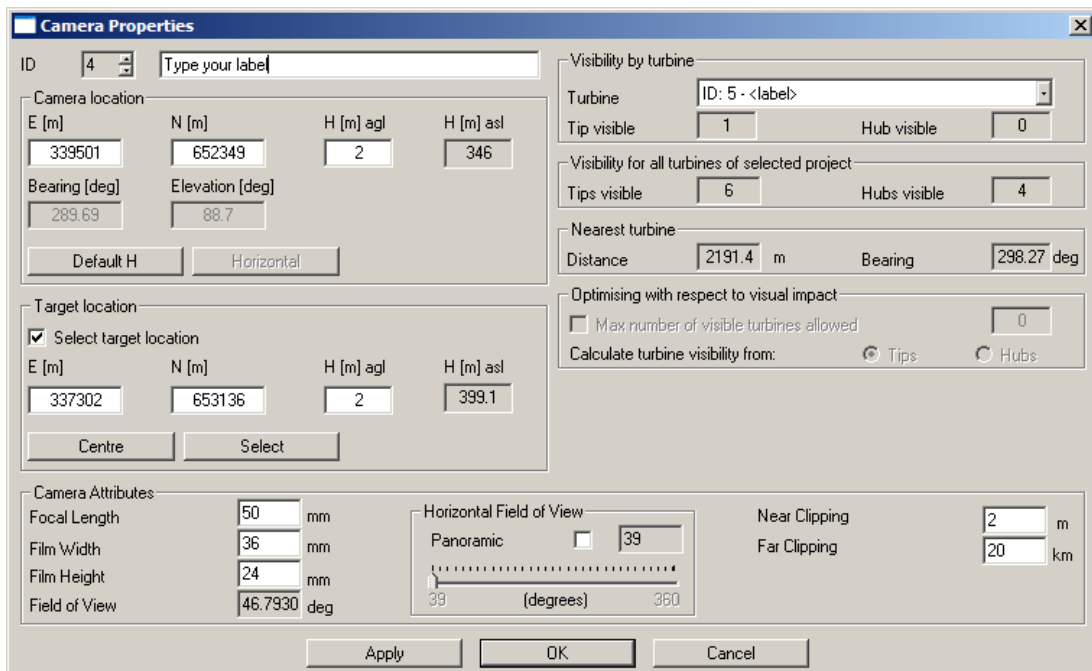 Camera Properties
ID 4 Type your label
Camera location
E [m] N [m] H [m] agl H [m] asl
339501 652349 2 346
Bearing [deg] Elevation [deg]
289.69 88.7
Default H Horizontal
Target location
Select target location
E [m] N [m] H [m] agl H [m] asl
337302 653136 2 399.1
Centre Select
Visibility by turbine
Turbine ID: 5 - <label>
Tip visible 1 Hub visible 0
Visibility for all turbines of selected project
Tips visible 6 Hubs visible 4
Nearest turbine
Distance 2191.4 m Bearing 298.27 deg
Optimising with respect to visual impact
Max number of visible turbines allowed 0
Calculate turbine visibility from: Tips Hubs
Camera Attributes
Focal Length 50 mm
Film Width 36 mm
Film Height 24 mm
Field of View 46.7930 deg
Horizontal Field of View
Panoramic 39
39 (degrees) 360
Near Clipping 2 m
Far Clipping 20 km
Apply OK Cancel